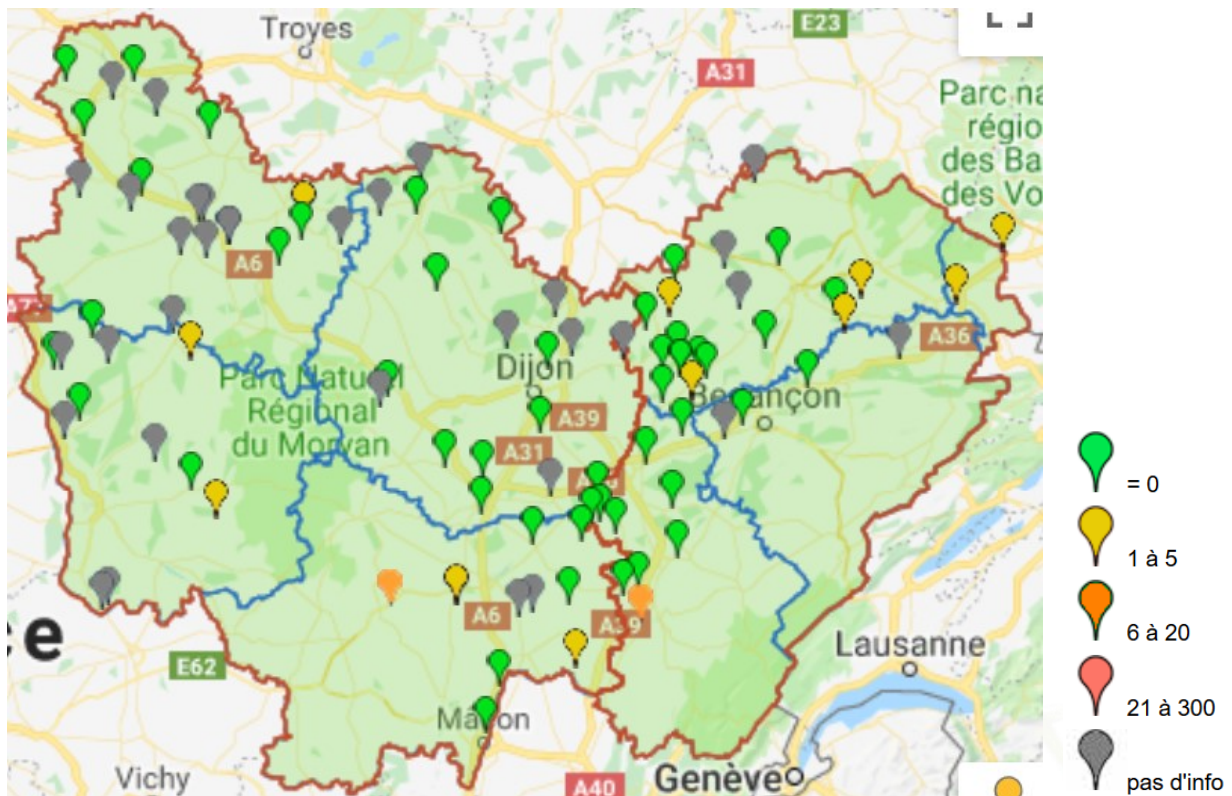 Troyes
E23
A31
Parc na
régio
des Ba
des Vo
A6
A36
Parc Naturel
Régional
du Morvan
Dijon
A39
Besançon
A31
= 0
1 à 5
A6
A39
6 à 20
ce
E62
Lausanne
21 à 300
Mâcon
Vichy
A40
Genève
pas d'info